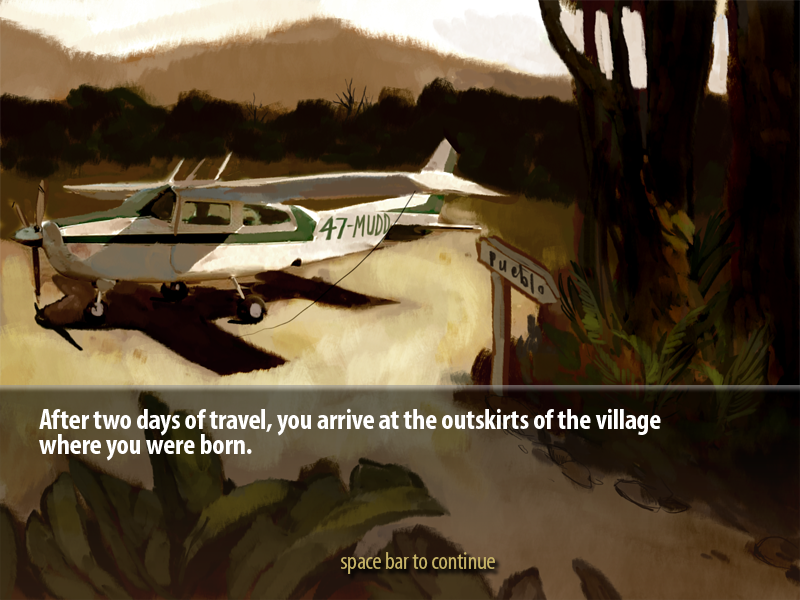 47-MUDD
Pueblo
After two days of travel, you arrive at the outskirts of the village
where you were born.
space bar to continue